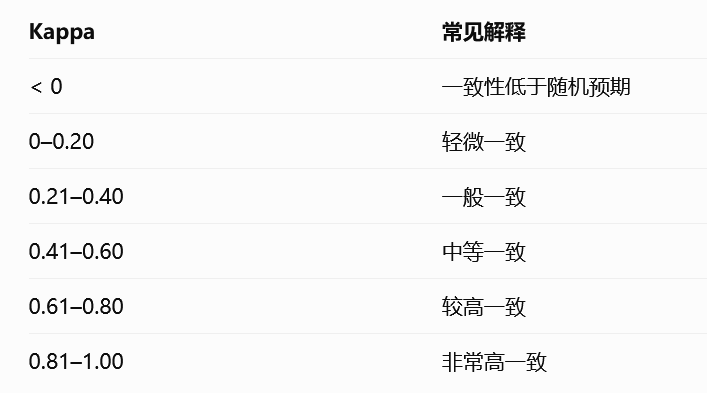 Kappa 常见解释
< 0 一致性低于随机预期
0–0.20 轻微一致
0.21–0.40 一般一致
0.41–0.60 中等一致
0.61–0.80 较高一致
0.81–1.00 非常高一致